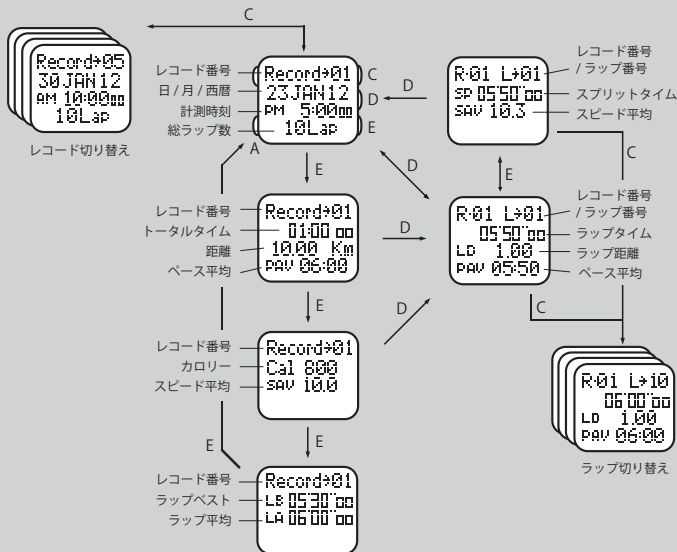 C
Record→05
30JAN12
AM 10:00 00
10Lap
レコード切り替え
レコード番号
日 / 月 / 西暦
計測時刻
総ラップ数
Record→01
23JAN12
PM 5:00 00
10Lap
C
D
E
A
D
R-01 L→01
SP 05'50"00
SAV 10.3
レコード番号
/ ラップ番号
スプリットタイム
スピード平均
C
E
D
E
レコード番号
トータルタイム
距離
ペース平均
Record→01
01:00 00
10.00 Km
PAV 06:00
D
R-01 L→01
05'50"00
LD 1.00
PAV 05:50
レコード番号
/ ラップ番号
ラップタイム
ラップ距離
ペース平均
E
D
C
レコード番号
カロリー
スピード平均
Record→01
Cal 800
SAV 10.0
R-01 L→10
06'00"00
LD 1.00
PAV 06:00
ラップ切り替え
E
E
レコード番号
ラップベスト
ラップ平均
Record→01
LB 05'30"00
LA 06'00"00